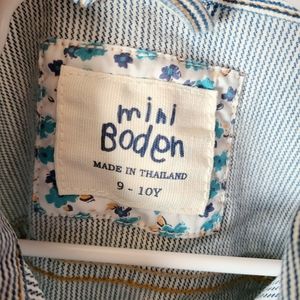 mini
Boden
MADE IN THAILAND
9 - 10Y